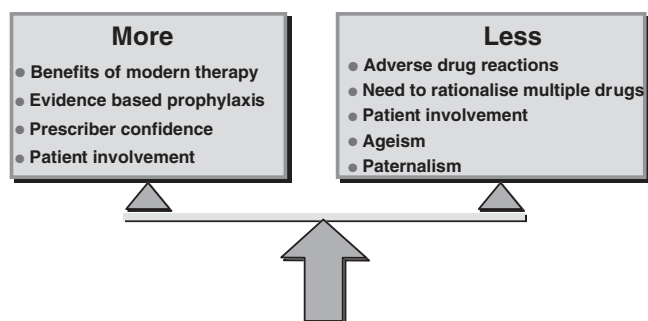 More
• Benefits of modern therapy
• Evidence based prophylaxis
• Prescriber confidence
• Patient involvement
Less
• Adverse drug reactions
• Need to rationalise multiple drugs
• Patient involvement
• Ageism
• Paternalism